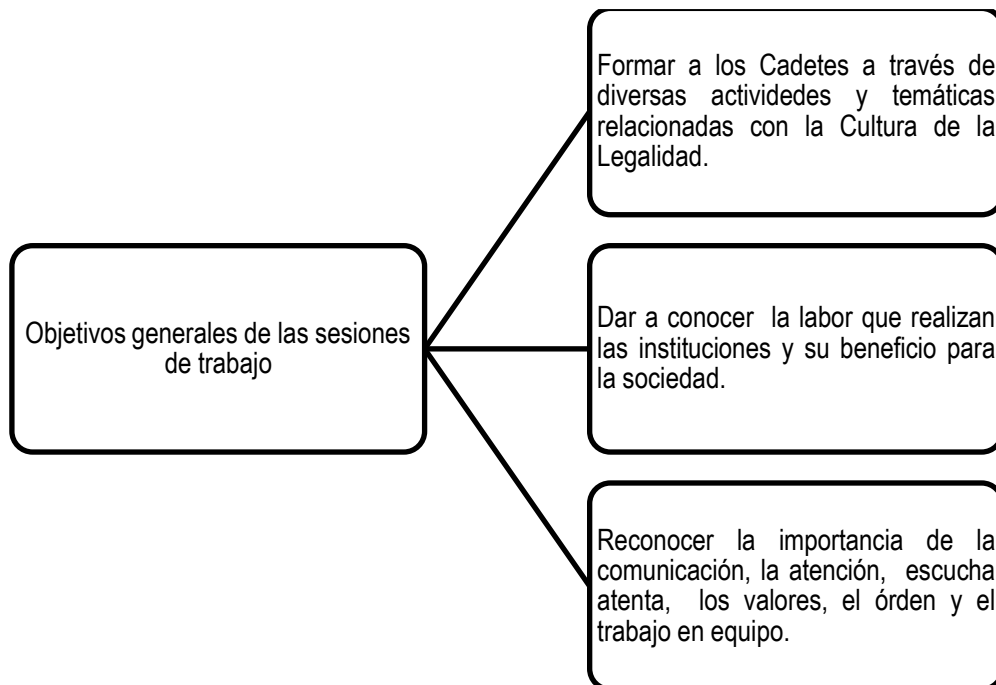 Objetivos generales de las sesiones
de trabajo
Formar a los Cadetes a través de
diversas actividedes y temáticas
relacionadas con la Cultura de la
Legalidad.
Dar a conocer la labor que realizan
las instituciones y su beneficio para
la sociedad.
Reconocer la importancia de la
comunicación, la atención, escucha
atenta, los valores, el órden y el
trabajo en equipo.